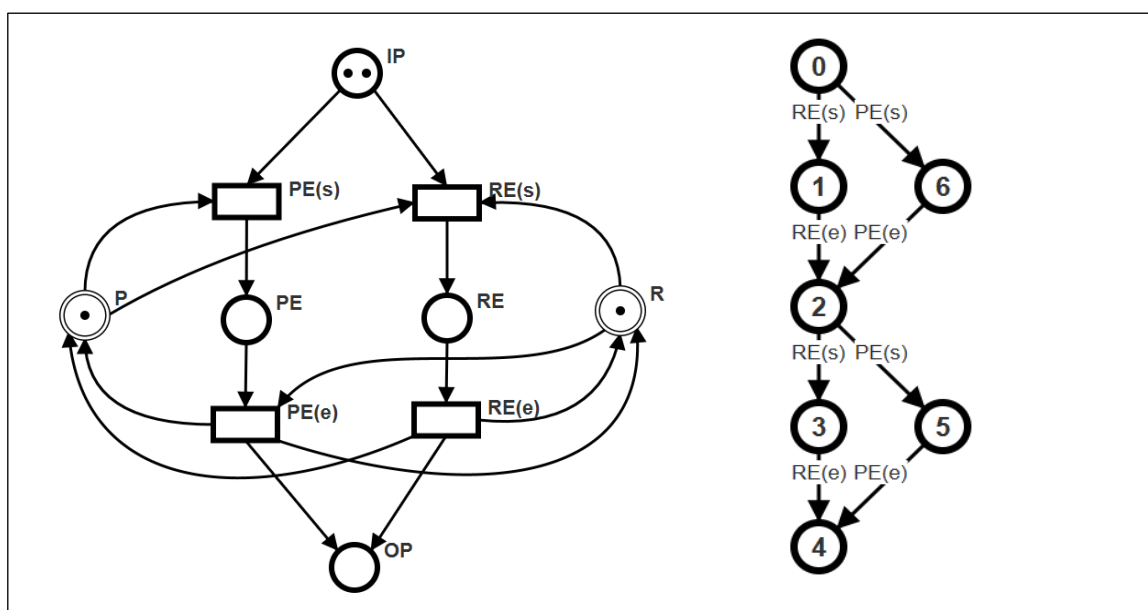 IP
PE(s)
RE(s)
P
PE
RE
R
PE(e)
RE(e)
OP
0
RE(s) PE(s)
1
6
RE(e) PE(e)
2
RE(s) PE(s)
3
5
RE(e) PE(e)
4